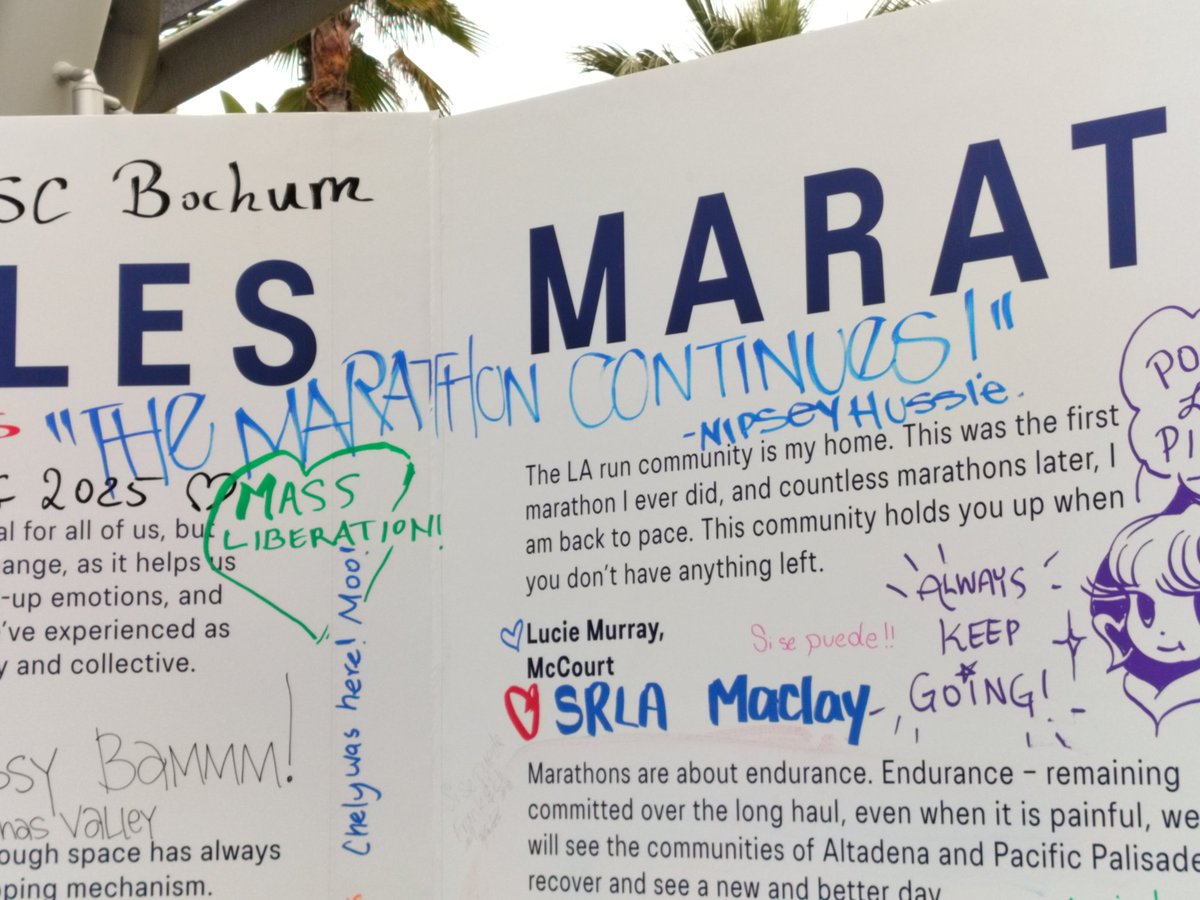 SC Bochum
LES
MARAT
"THE MARATHON CONTINUES!"
-NIPSEY HUSSLE.
2025 ♡
MASS
LIBERATION!
al for all of us, but
ange, as it helps us
-up emotions, and
've experienced as
y and collective.
Chely was here! Moo!
ssy BAMMM!
nas VALLEY
ough space has always
ping mechanism.
The LA run community is my home. This was the first
marathon I ever did, and countless marathons later, I
am back to pace. This community holds you up when
you don't have anything left.
Lucie Murray,
McCourt
Si se puede!!
SRLA Maclay
ALWAYS
KEEP
GOING!
PO
PI
Marathons are about endurance. Endurance – remaining
committed over the long haul, even when it is painful, we
will see the communities of Altadena and Pacific Palisade
recover and see a new and better day